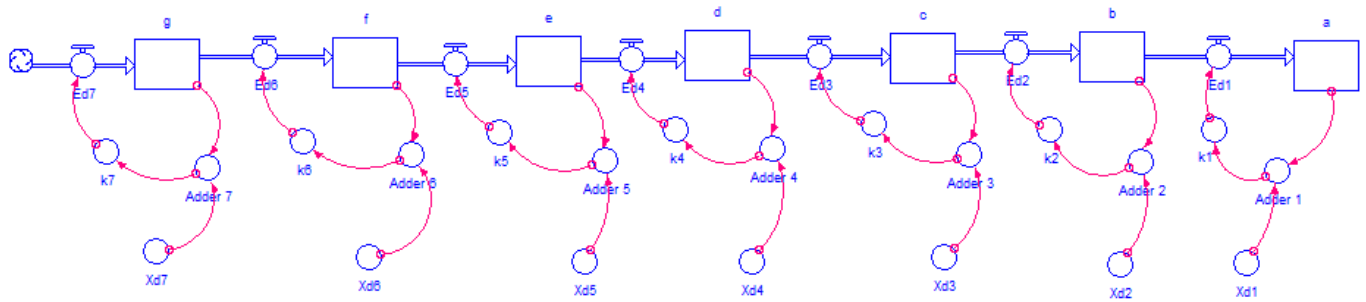 g
f
e
d
c
b
a
Ed7
Ed6
Ed5
Ed4
Ed3
Ed2
Ed1
k7
k6
k5
k4
k3
k2
k1
Adder 7
Adder 6
Adder 5
Adder 4
Adder 3
Adder 2
Adder 1
Xd7
Xd6
Xd5
Xd4
Xd3
Xd2
Xd1